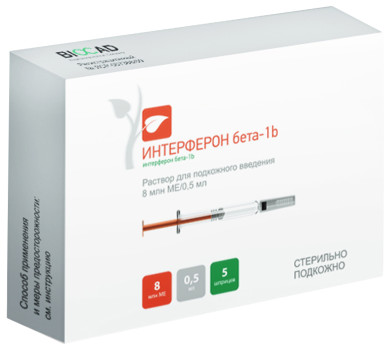 BIOCAD
ИНТЕРФЕРОН бета-1b
интерферон бета-1b
Раствор для подкожного введения
8 млн МЕ/0.5 мл
8
млн МЕ
0,5
мл
5
шприцев
СТЕРИЛЬНО
ПОДКОЖНО
Способ применения
и меры предосторожности:
см. инструкцию